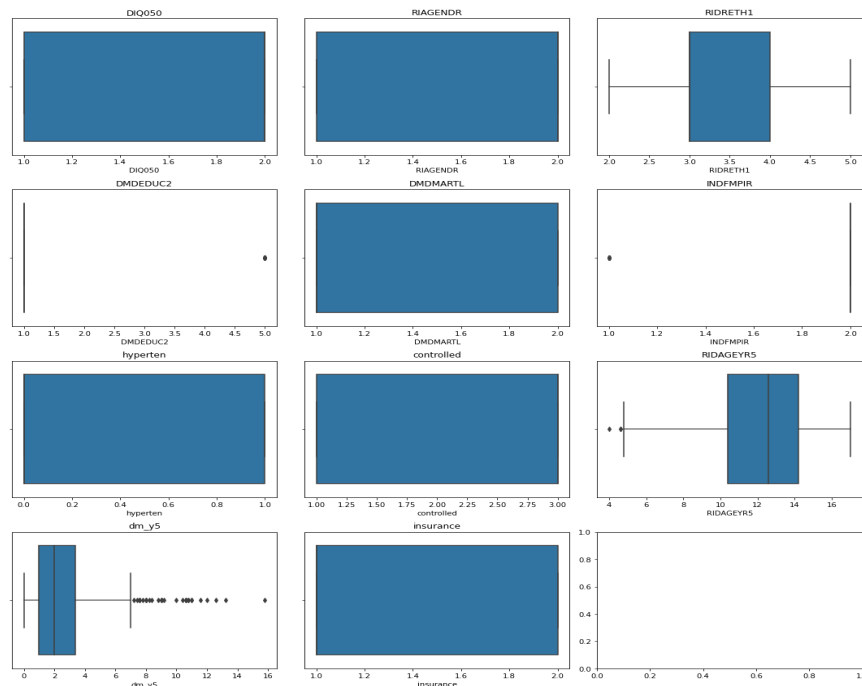 DIQ050 RIAGENDR RIDRETH1
1.0 1.2 1.4 1.6 1.8 2.0 1.0 1.2 1.4 1.6 1.8 2.0 2.0 2.5 3.0 3.5 4.0 4.5 5.0
DIQ050 RIAGENDR RIDRETH1
DMDEDUC2 DMDMARTL INDFMPIR
1.0 1.5 2.0 2.5 3.0 3.5 4.0 4.5 5.0 1.0 1.2 1.4 1.6 1.8 2.0 1.0 1.2 1.4 1.6 1.8 2.0
DMDEDUC2 DMDMARTL INDFMPIR
hyperten controlled RIDAGEYR5
0.0 0.2 0.4 0.6 0.8 1.0 1.00 1.25 1.50 1.75 2.00 2.25 2.50 2.75 3.00 4 6 8 10 12 14 16
hyperten controlled RIDAGEYR5
dm_y5 insurance
1.0
0.8
0.6
0.4
0.2
0.0
0 2 4 6 8 10 12 14 16 1.0 1.2 1.4 1.6 1.8 2.0 0.0 0.2 0.4 0.6 0.8 1.0
dm_y5 insurance